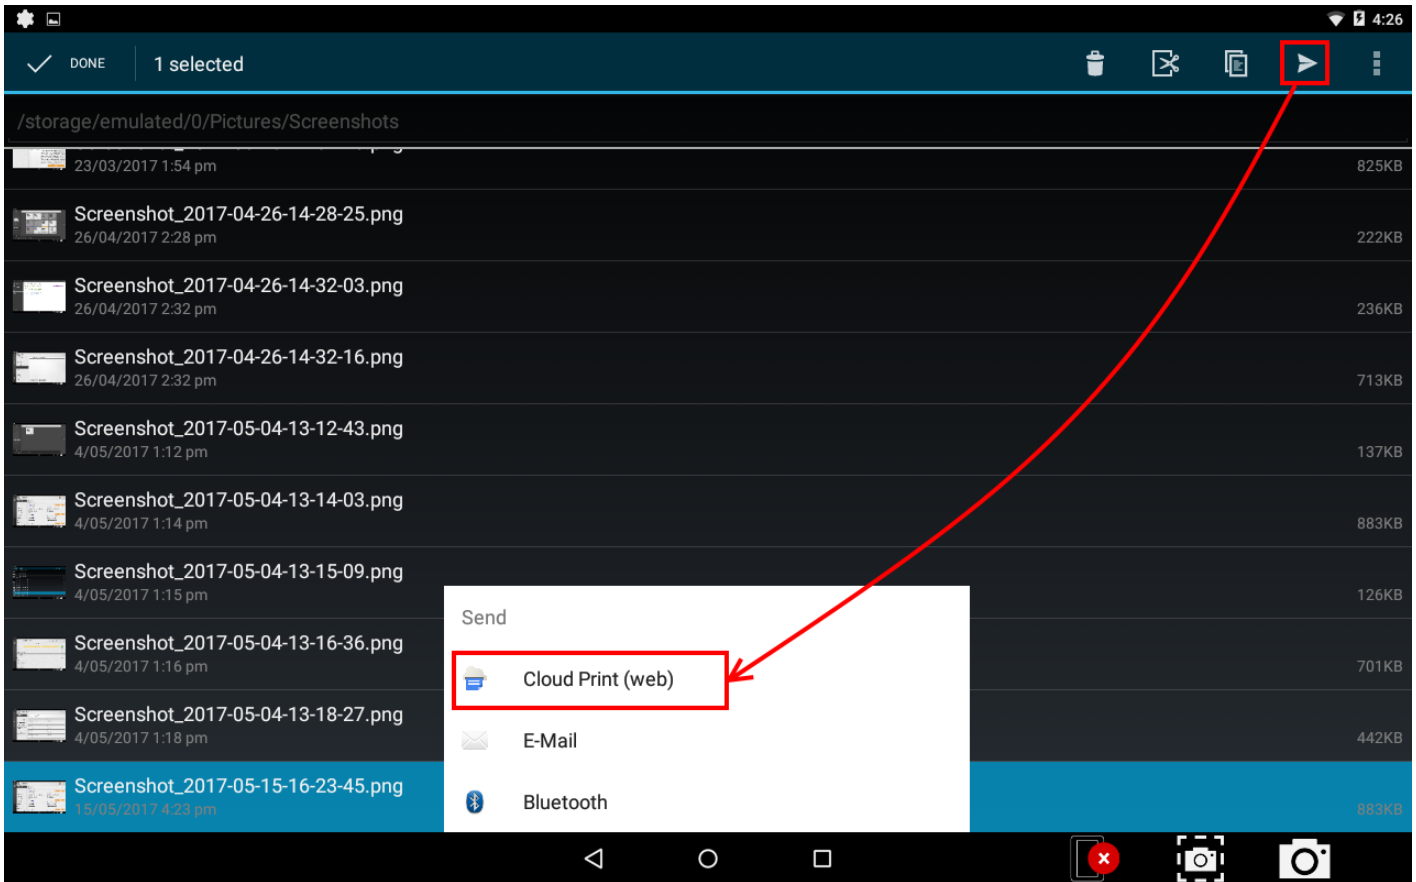 4:26
DONE
1 selected
/storage/emulated/0/Pictures/Screenshots
23/03/2017 1:54 pm
825KB
Screenshot_2017-04-26-14-28-25.png
26/04/2017 2:28 pm
222KB
Screenshot_2017-04-26-14-32-03.png
26/04/2017 2:32 pm
236KB
Screenshot_2017-04-26-14-32-16.png
26/04/2017 2:32 pm
713KB
Screenshot_2017-05-04-13-12-43.png
4/05/2017 1:12 pm
137KB
Screenshot_2017-05-04-13-14-03.png
4/05/2017 1:14 pm
883KB
Screenshot_2017-05-04-13-15-09.png
4/05/2017 1:15 pm
126KB
Screenshot_2017-05-04-13-16-36.png
4/05/2017 1:16 pm
701KB
Screenshot_2017-05-04-13-18-27.png
4/05/2017 1:18 pm
442KB
Screenshot_2017-05-15-16-23-45.png
15/05/2017 4:23 pm
883KB
Send
Cloud Print (web)
E-Mail
Bluetooth